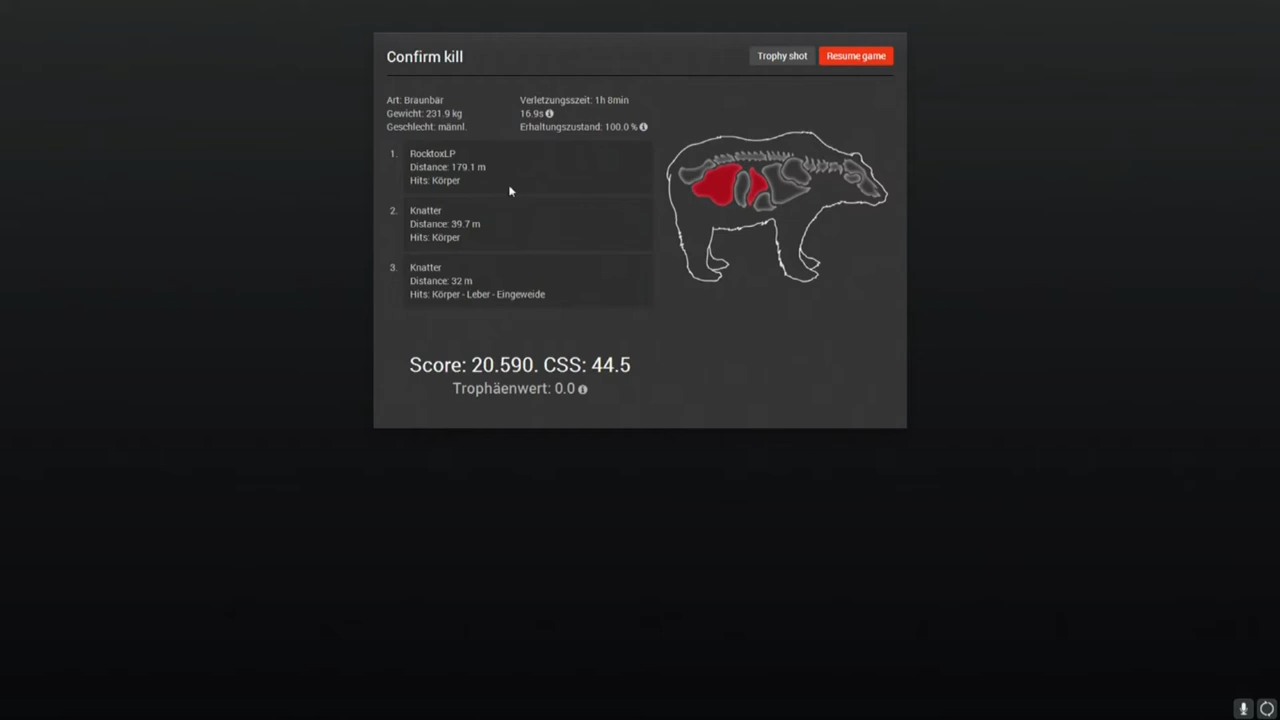 Confirm kill
Trophy shot
Resume game
Art: Braunbär
Gewicht: 231.9 kg
Geschlecht: männl.
Verletzungsszeit: 1h 8min
16.9s
Erhaltungszustand: 100.0 %
1. RocktoxLP
Distance: 179.1 m
Hits: Körper
2. Knatter
Distance: 39.7 m
Hits: Körper
3. Knatter
Distance: 32 m
Hits: Körper - Leber - Eingeweide
Score: 20.590. CSS: 44.5
Trophäenwert: 0.0